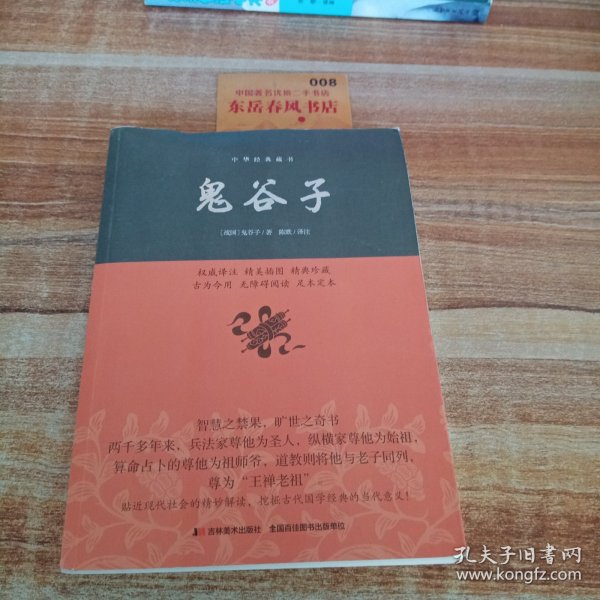 008
中国著名淡棋二手书店
东岳春风书店
中华经典藏书
鬼谷子
［战国］鬼谷子／著 陈默／译注
权威译注 精美插图 精典珍藏
古为今用 无障碍阅读 足本定本
智慧之禁果，旷世之奇书
两千多年来，兵法家尊他为圣人，纵横家尊他为始祖，
算命占卜的尊他为祖师爷，道教则将他与老子同列，
尊为“王禅老祖”
贴近现代社会的精妙解读，挖掘古代国学经典的当代意义！
吉林美术出版社 全国百佳图书出版单位
孔夫子旧书网
www.kongfz.com